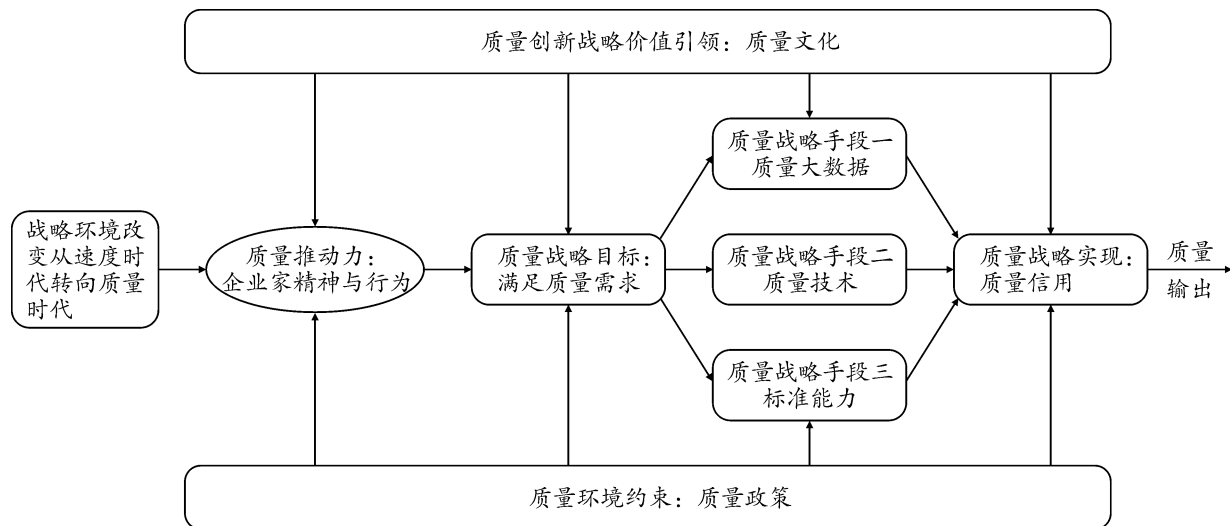 质量创新战略价值引领：质量文化
质量战略手段一
质量大数据
战略环境改
变从速度时
代转向质量
时代
质量推动力：
企业家精神与行为
质量战略目标：
满足质量需求
质量战略手段二
质量技术
质量战略实现：
质量信用
质量
输出
质量战略手段三
标准能力
质量环境约束：质量政策